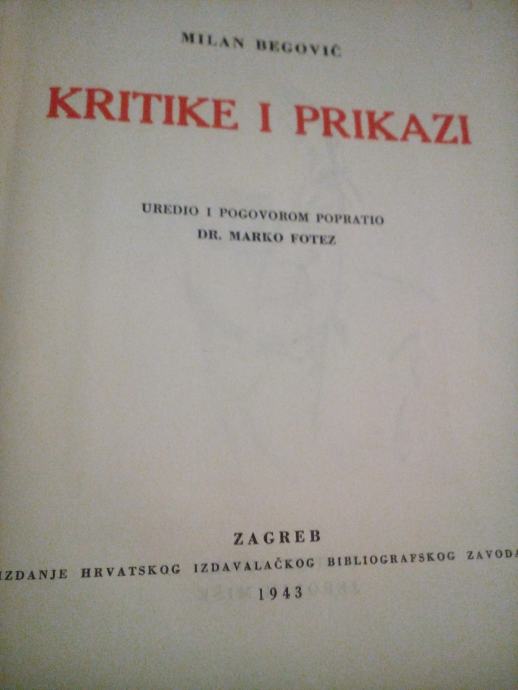 MILAN BEGOVIĆ
KRITIKE I PRIKAZI
UREDIO I POGOVOROM POPRATIO
DR. MARKO FOTEZ
ZAGREB
IZDANJE HRVATSKOG IZDAVALAČKOG BIBLIOGRAFSKOG ZAVODA
1943